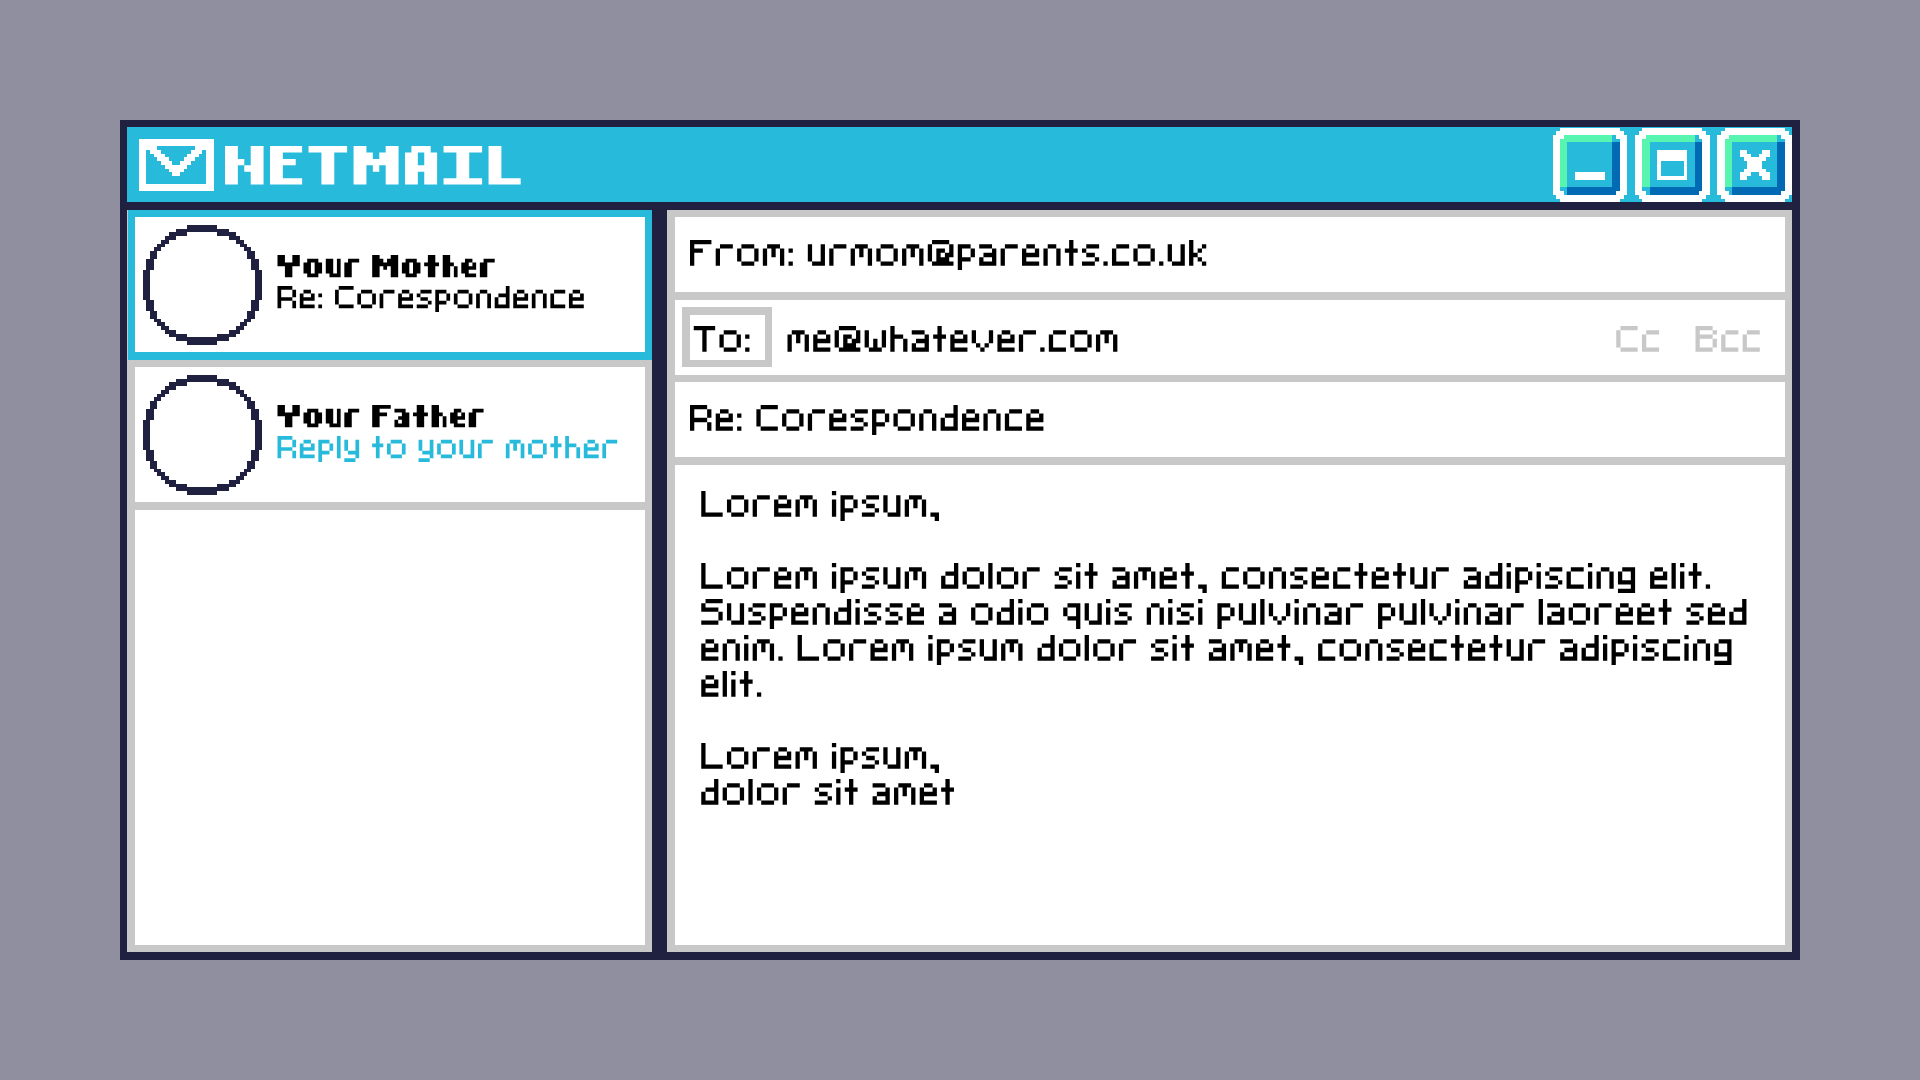 NETMAIL
Your Mother
Re: Corespondence
Your Father
Reply to your mother
From: urmom@parents.co.uk
To: me@whatever.com Cc Bcc
Re: Corespondence
Lorem ipsum,
Lorem ipsum dolor sit amet, consectetur adipiscing elit.
Suspendisse a odio quis nisi pulvinar pulvinar laoreet sed
enim. Lorem ipsum dolor sit amet, consectetur adipiscing
elit.
Lorem ipsum,
dolor sit amet